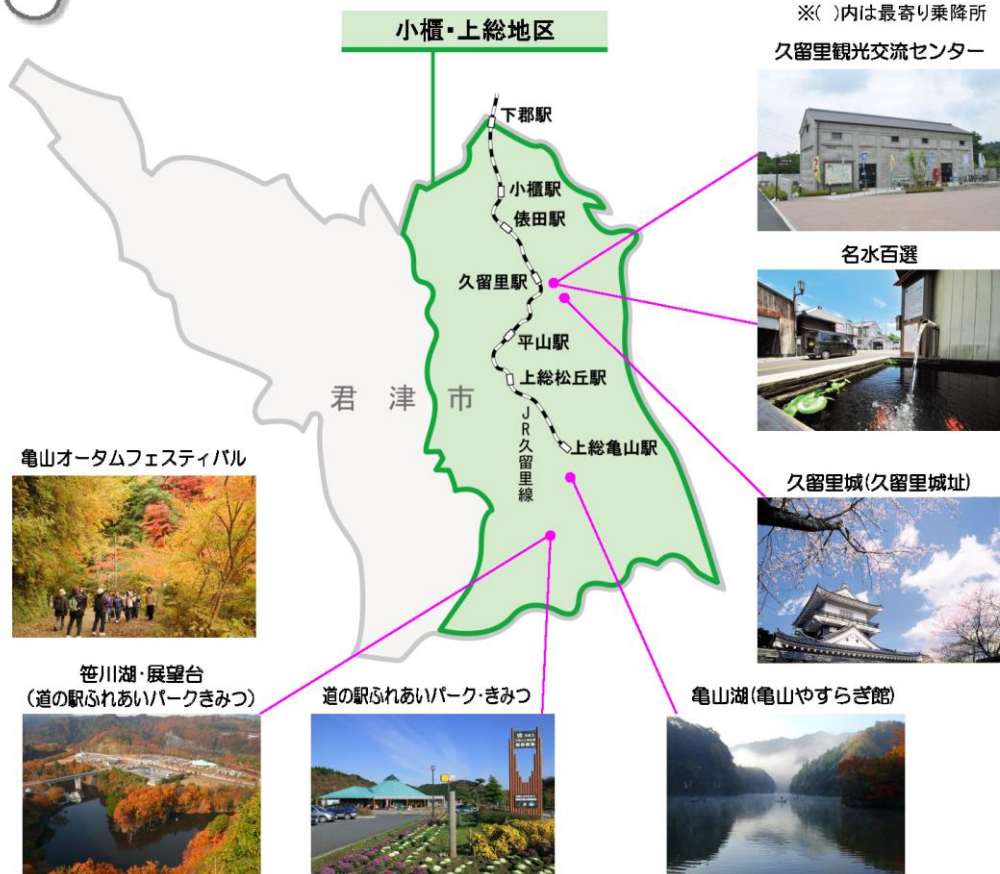 小櫃・上総地区
※( )内は最寄り乗降所
久留里観光交流センター
下郡駅
小櫃駅
俵田駅
名水百選
久留里駅
平山駅
上総松丘駅
君津市
JR久留里線
上総亀山駅
亀山オータムフェスティバル
久留里城(久留里城址)
笹川湖・展望台
(道の駅ふれあいパークきみつ)
道の駅ふれあいパーク・きみつ
亀山湖(亀山やすらぎ館)